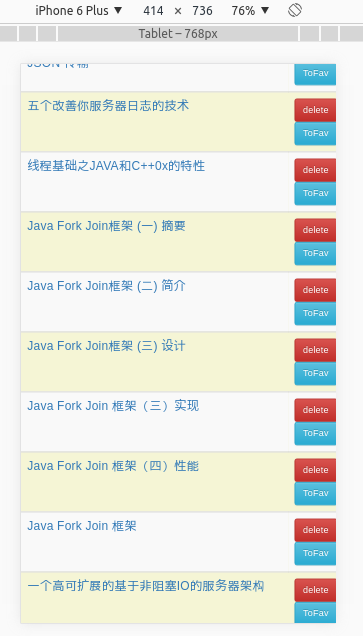 iPhone 6 Plus ▼ 414 × 736 76% ▼
Tablet – 768px
JSON 传输
ToFav
五个改善你服务器日志的技术
delete
ToFav
线程基础之JAVA和C++0x的特性
delete
ToFav
Java Fork Join框架 (一) 摘要
delete
ToFav
Java Fork Join框架 (二) 简介
delete
ToFav
Java Fork Join框架 (三) 设计
delete
ToFav
Java Fork Join 框架（三）实现
delete
ToFav
Java Fork Join 框架（四）性能
delete
ToFav
Java Fork Join 框架
delete
ToFav
一个高可扩展的基于非阻塞IO的服务器架构
delete
ToFav